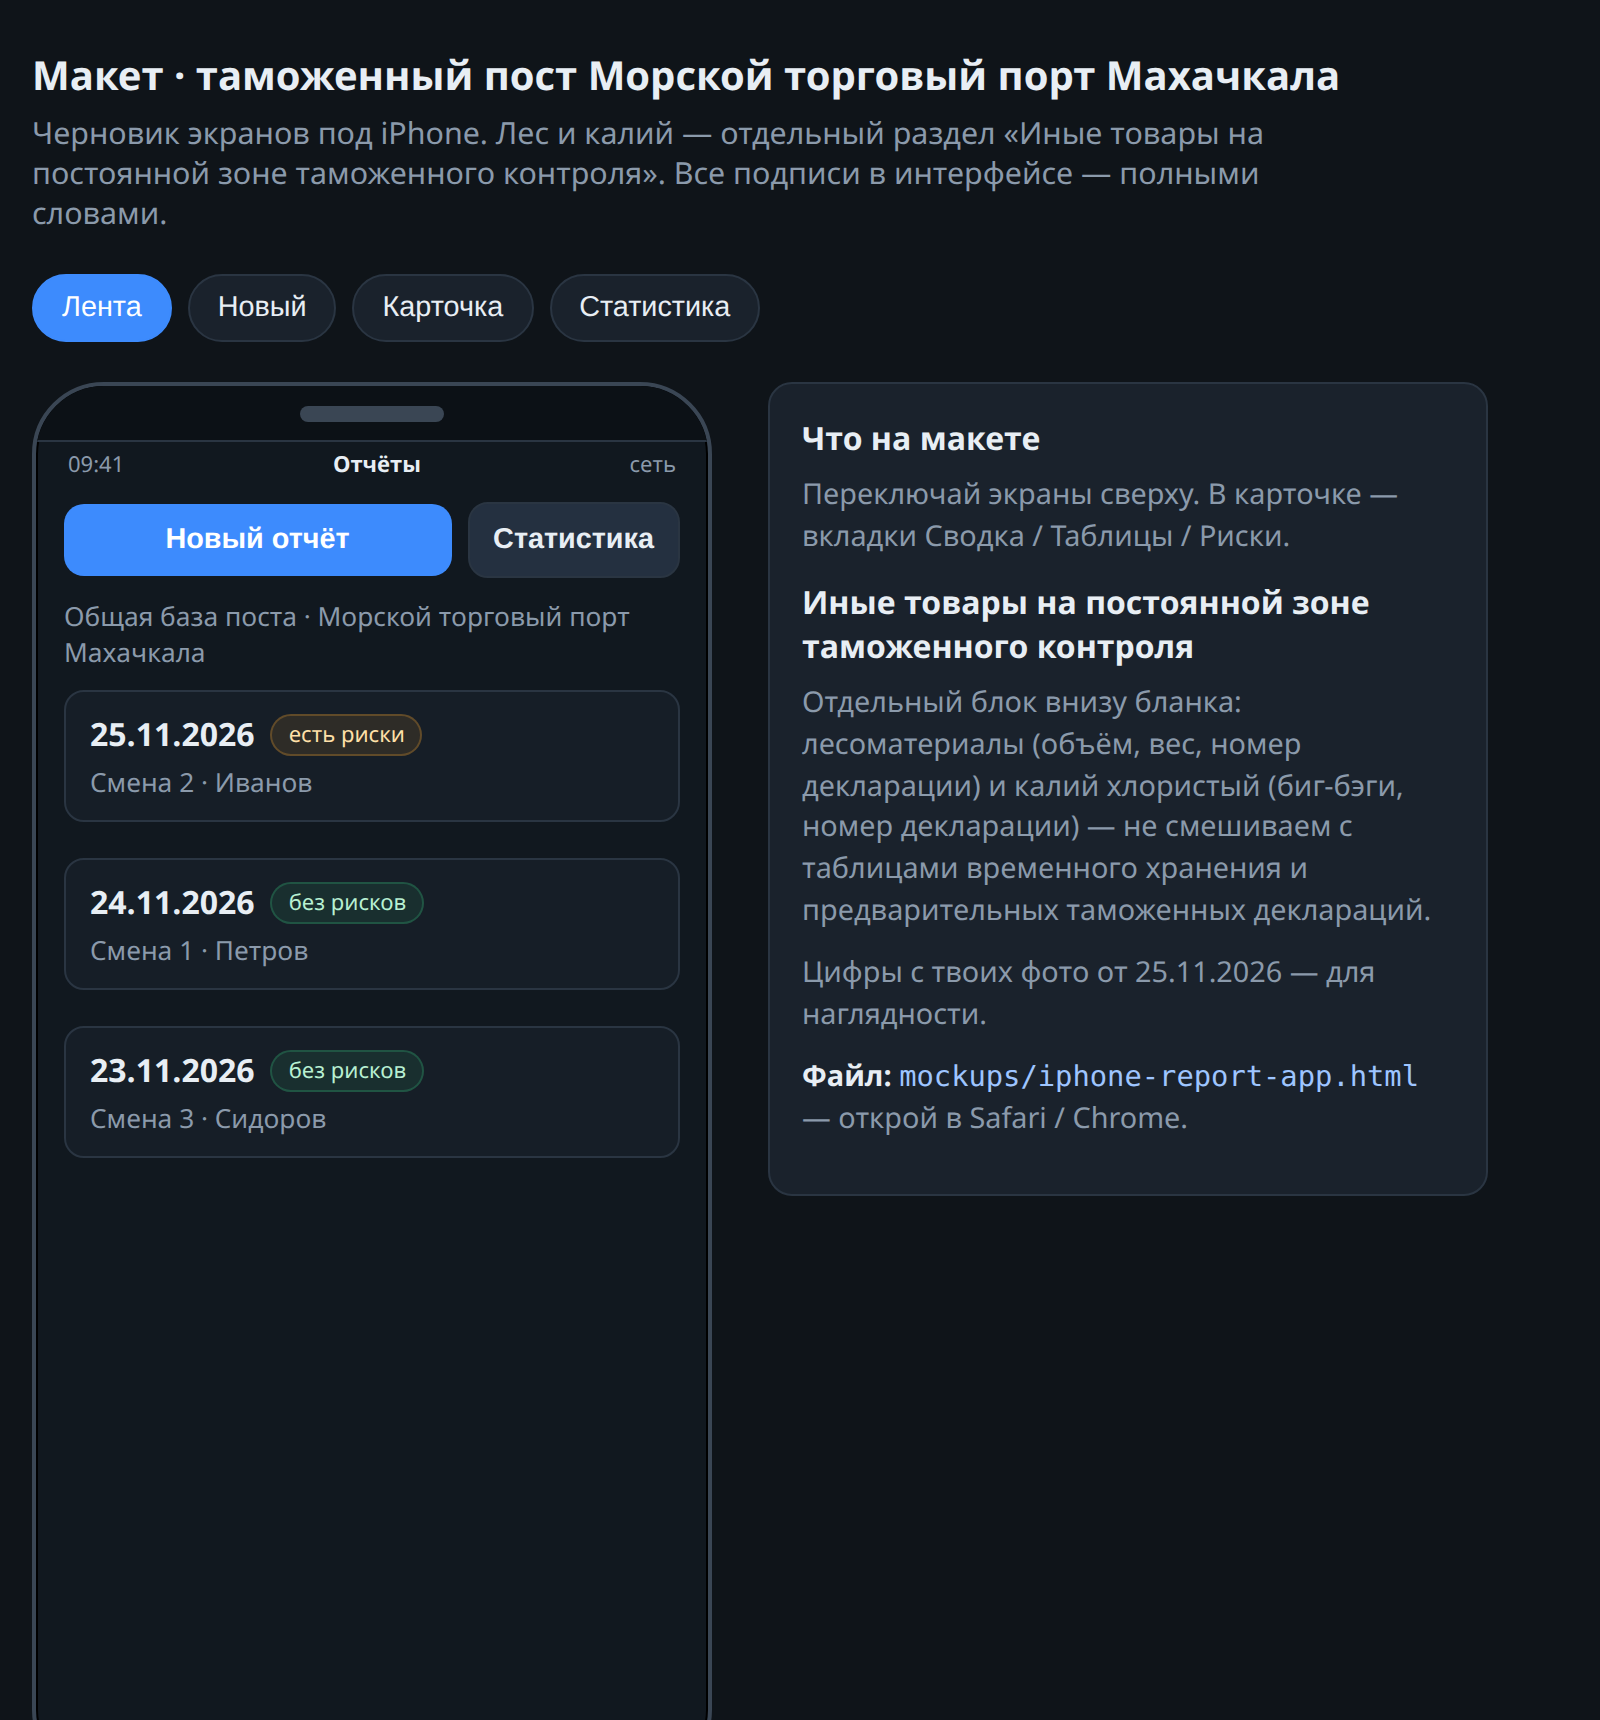 Макет · таможенный пост Морской торговый порт Махачкала
Черновик экранов под iPhone. Лес и калий — отдельный раздел «Иные товары на
постоянной зоне таможенного контроля». Все подписи в интерфейсе — полными
словами.
Лента
Новый
Карточка
Статистика
09:41
Отчёты
сеть
Новый отчёт
Статистика
Общая база поста · Морской торговый порт
Махачкала
25.11.2026 есть риски
Смена 2 · Иванов
24.11.2026 без рисков
Смена 1 · Петров
23.11.2026 без рисков
Смена 3 · Сидоров
Что на макете
Переключай экраны сверху. В карточке —
вкладки Сводка / Таблицы / Риски.
Иные товары на постоянной зоне
таможенного контроля
Отдельный блок внизу бланка:
лесоматериалы (объём, вес, номер
декларации) и калий хлористый (биг-бэги,
номер декларации) — не смешиваем с
таблицами временного хранения и
предварительных таможенных деклараций.
Цифры с твоих фото от 25.11.2026 — для
наглядности.
Файл: mockups/iphone-report-app.html
— открой в Safari / Chrome.